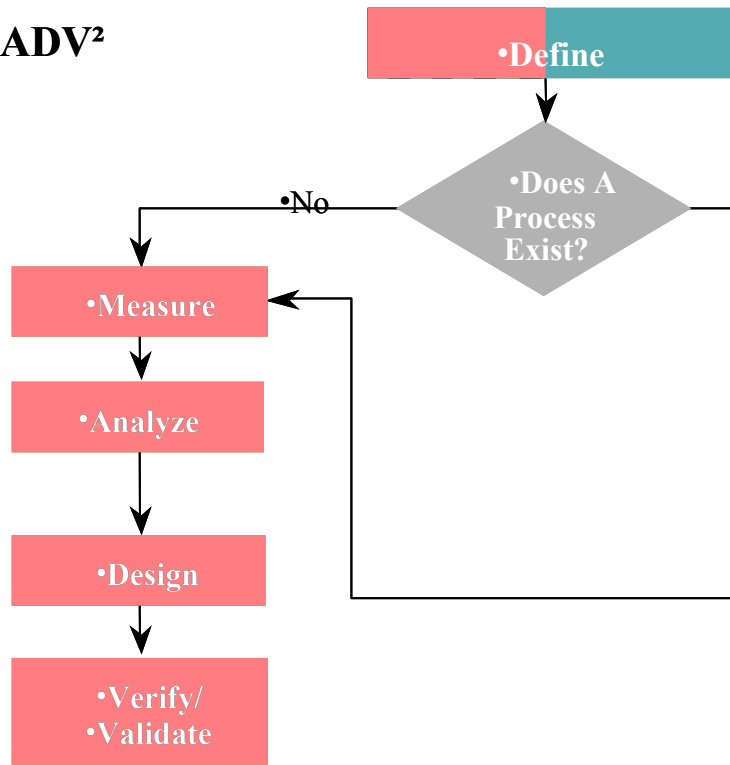 ADV²
•Define
•Does A
Process
Exist?
•No
•Measure
•Analyze
•Design
•Verify/
•Validate